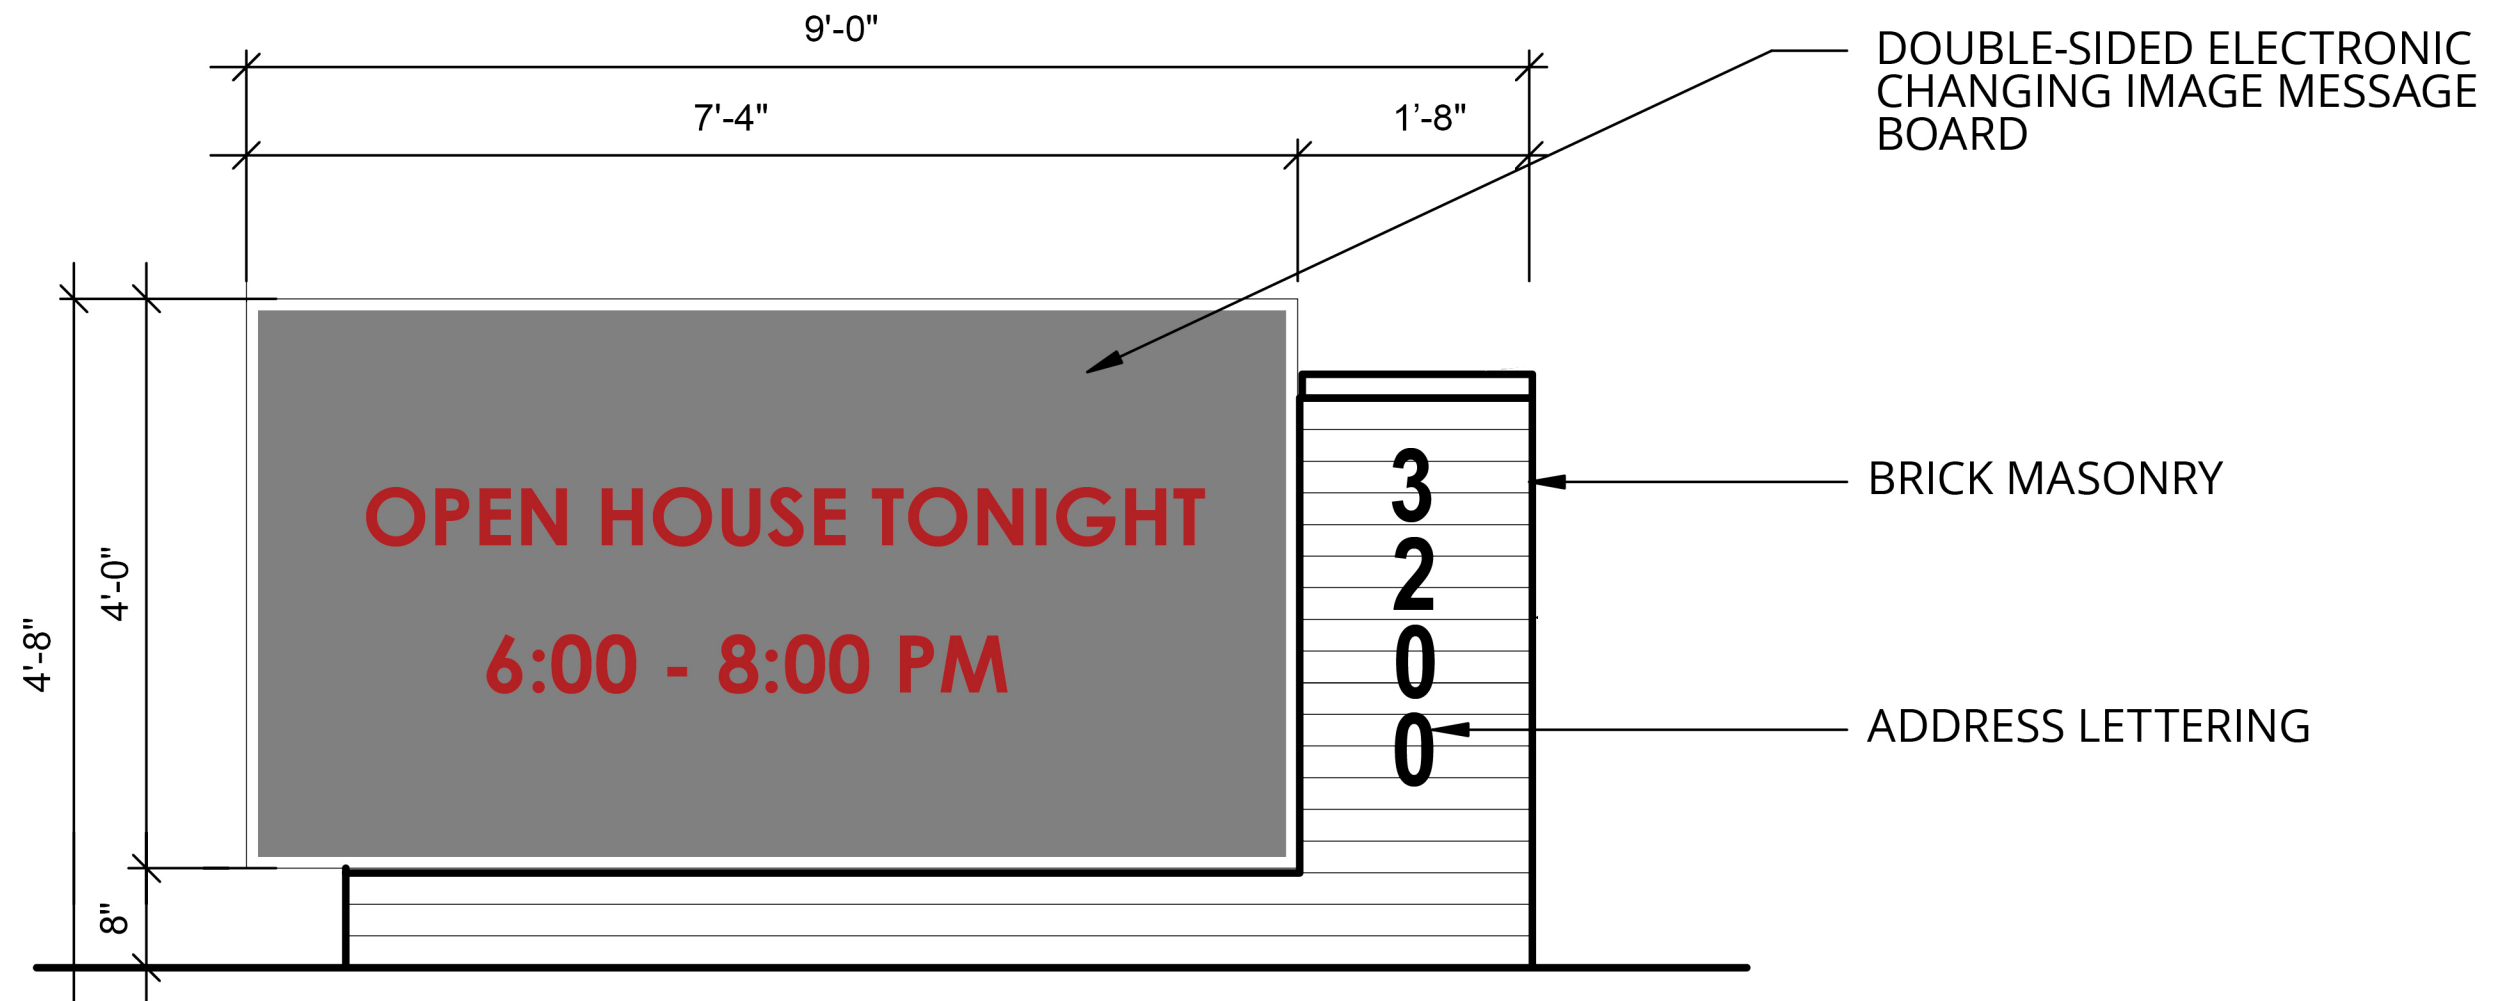 9'-0"
7'-4"
1’-8"
DOUBLE-SIDED ELECTRONIC
CHANGING IMAGE MESSAGE
BOARD
OPEN HOUSE TONIGHT
6:00 - 8:00 PM
3
2
0
0
BRICK MASONRY
ADDRESS LETTERING
4'-8"
4'-0"
8"